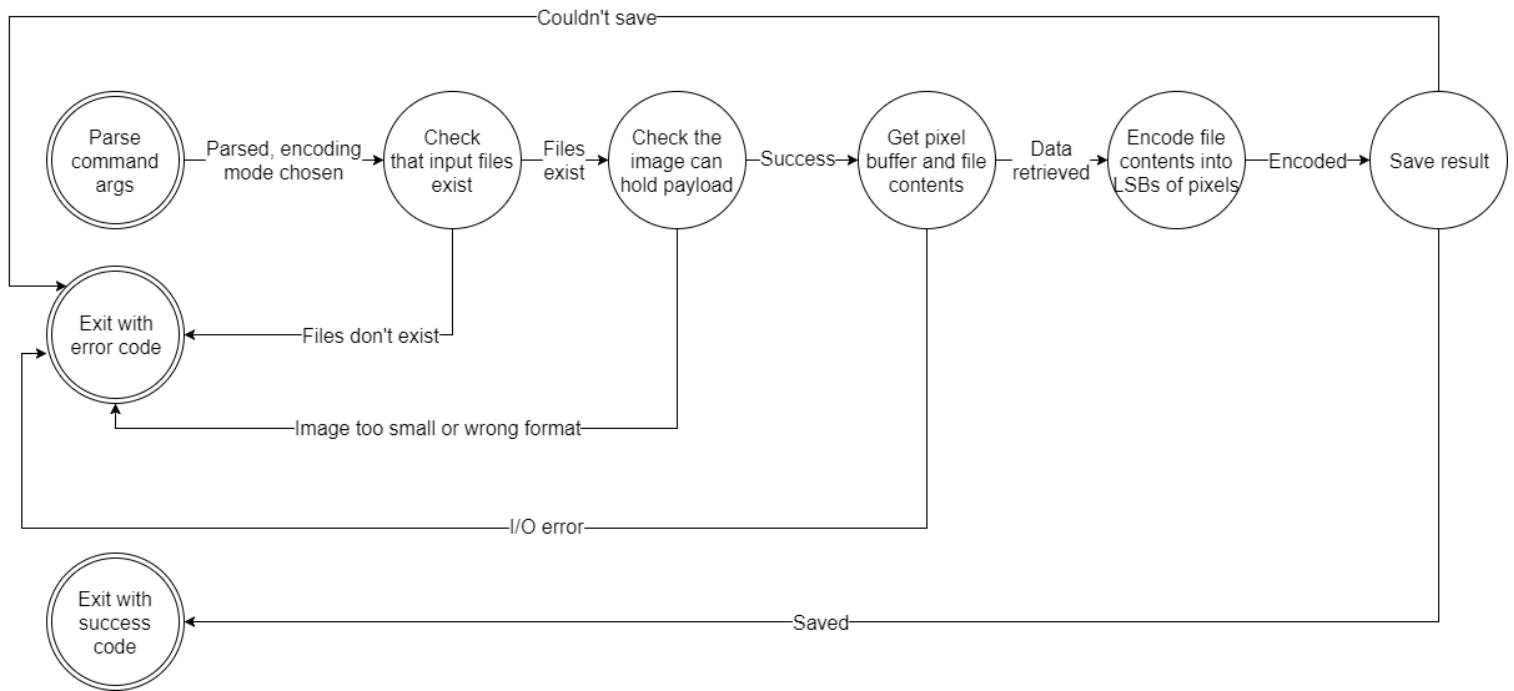 Couldn't save
Parse
command
args
Parsed, encoding
mode chosen
Check
that input files
exist
Files
exist
Check the
image can
hold payload
Success
Get pixel
buffer and file
contents
Data
retrieved
Encode file
contents into
LSBs of pixels
Encoded
Save result
Exit with
error code
Files don't exist
Image too small or wrong format
I/O error
Exit with
success
code
Saved